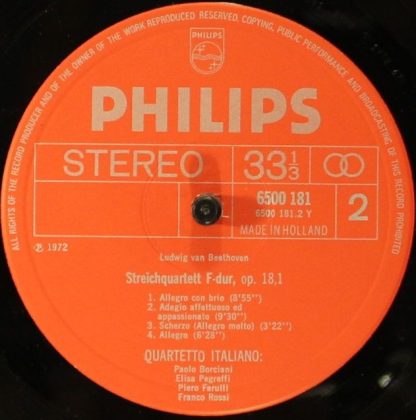 ALL RIGHTS OF THE RECORD PRODUCER AND OF THE OWNER OF THE WORK REPRODUCED RESERVED COPYING, PUBLIC PERFORMANCE AND BROADCASTING OF THIS RECORD PROHIBITED
PHILIPS
PHILIPS
STEREO 33 1/3
6500 181
6500 181.2 Y
2
MADE IN HOLLAND
℗ 1972
Ludwig van Beethoven
Streichquartett F-dur, op. 18,1
1. Allegro con brio (8'55")
2. Adagio affettuoso ed
appassionato (9'30")
3. Scherzo (Allegro molto) (3'22")
4. Allegro (6'28")
QUARTETTO ITALIANO:
Paolo Borciani
Elisa Pegreffi
Piero Farulli
Franco Rossi